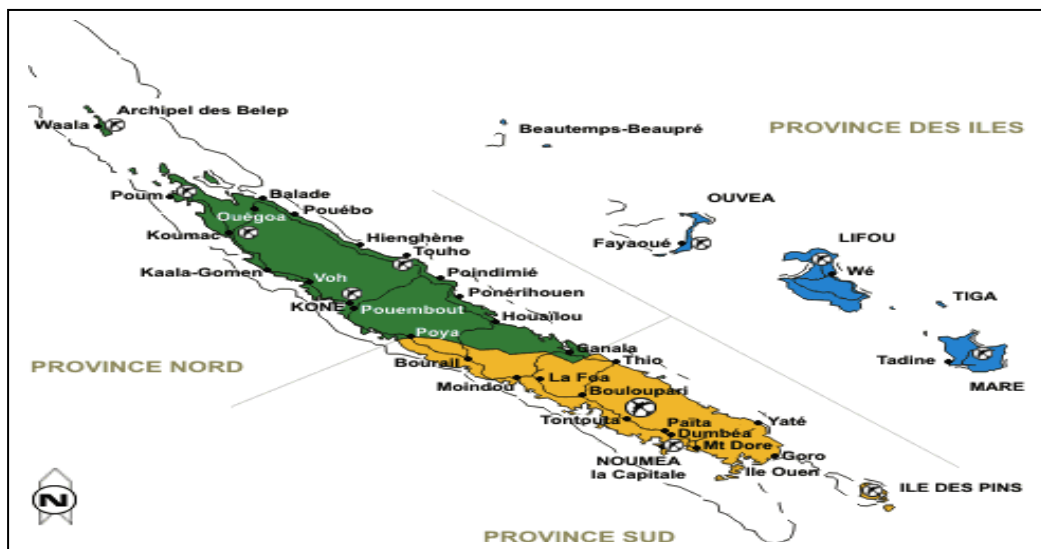 Archipel des Belep
Waala
Beautemps-Beaupré
PROVINCE DES ILES
Poum
Balade
Pouébo
Ouégoa
Koumac
OUVEA
Fayaoué
Hienghène
Touho
LIFOU
Wé
Kaala-Gomen
Voh
Poindimié
Ponérihouen
TIGA
KONE
Pouembout
Houaïlou
Poya
PROVINCE NORD
Canala
Thio
Tadine
MARE
Bourail
Moindou
La Foa
Bouloupari
Tontouta
Païta
Yaté
Dumbéa
Mt Dore
NOUMEA
la Capitale
Goro
Ile Ouen
ILE DES PINS
N
PROVINCE SUD